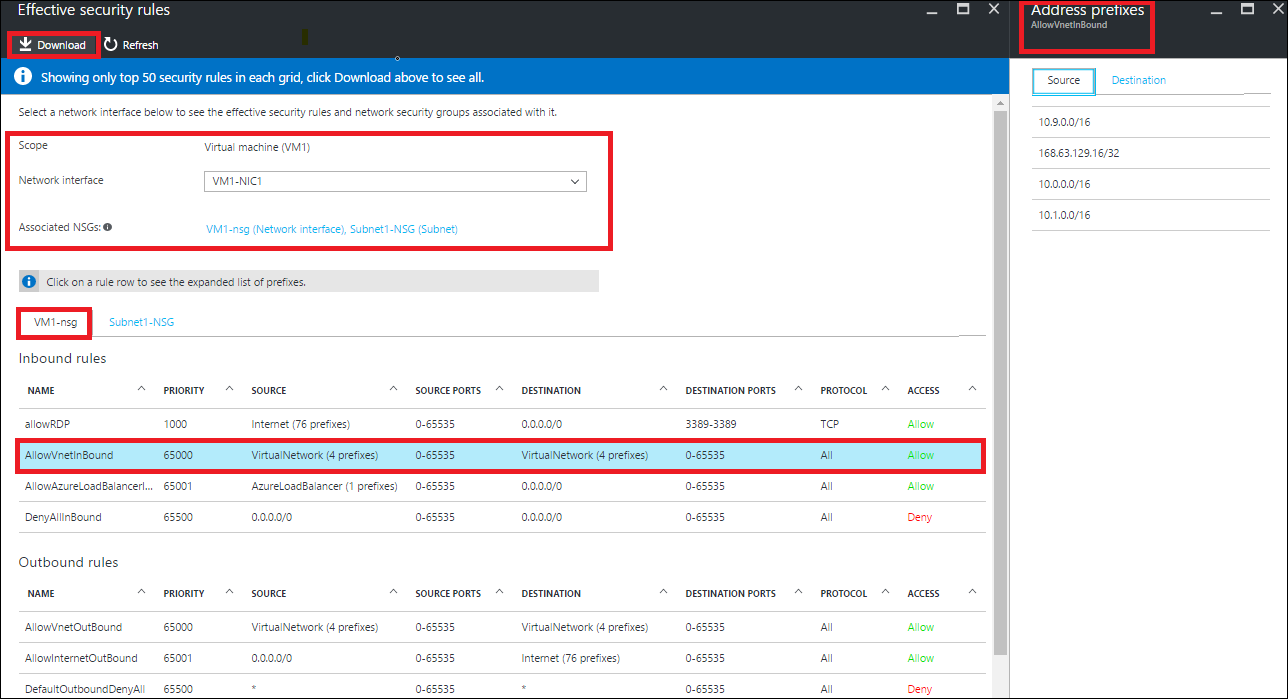 Effective security rules
Download Refresh
Showing only top 50 security rules in each grid, click Download above to see all.
Select a network interface below to see the effective security rules and network security groups associated with it.
Scope Virtual machine (VM1)
Network interface VM1-NIC1
Associated NSGs: VM1-nsg (Network interface), Subnet1-NSG (Subnet)
Click on a rule row to see the expanded list of prefixes.
VM1-nsg Subnet1-NSG
Inbound rules
NAME PRIORITY SOURCE SOURCE PORTS DESTINATION DESTINATION PORTS PROTOCOL ACCESS
allowRDP 1000 Internet (76 prefixes) 0-65535 0.0.0.0/0 3389-3389 TCP Allow
AllowVnetInBound 65000 VirtualNetwork (4 prefixes) 0-65535 VirtualNetwork (4 prefixes) 0-65535 All Allow
AllowAzureLoadBalancerI... 65001 AzureLoadBalancer (1 prefixes) 0-65535 0.0.0.0/0 0-65535 All Allow
DenyAllInBound 65500 0.0.0.0/0 0-65535 0.0.0.0/0 0-65535 All Deny
Outbound rules
NAME PRIORITY SOURCE SOURCE PORTS DESTINATION DESTINATION PORTS PROTOCOL ACCESS
AllowVnetOutBound 65000 VirtualNetwork (4 prefixes) 0-65535 VirtualNetwork (4 prefixes) 0-65535 All Allow
AllowInternetOutBound 65001 0.0.0.0/0 0-65535 Internet (76 prefixes) 0-65535 All Allow
DefaultOutboundDenyAll 65500 * 0-65535 * 0-65535 All Deny
Address prefixes
AllowVnetInBound
Source Destination
10.9.0.0/16
168.63.129.16/32
10.0.0.0/16
10.1.0.0/16